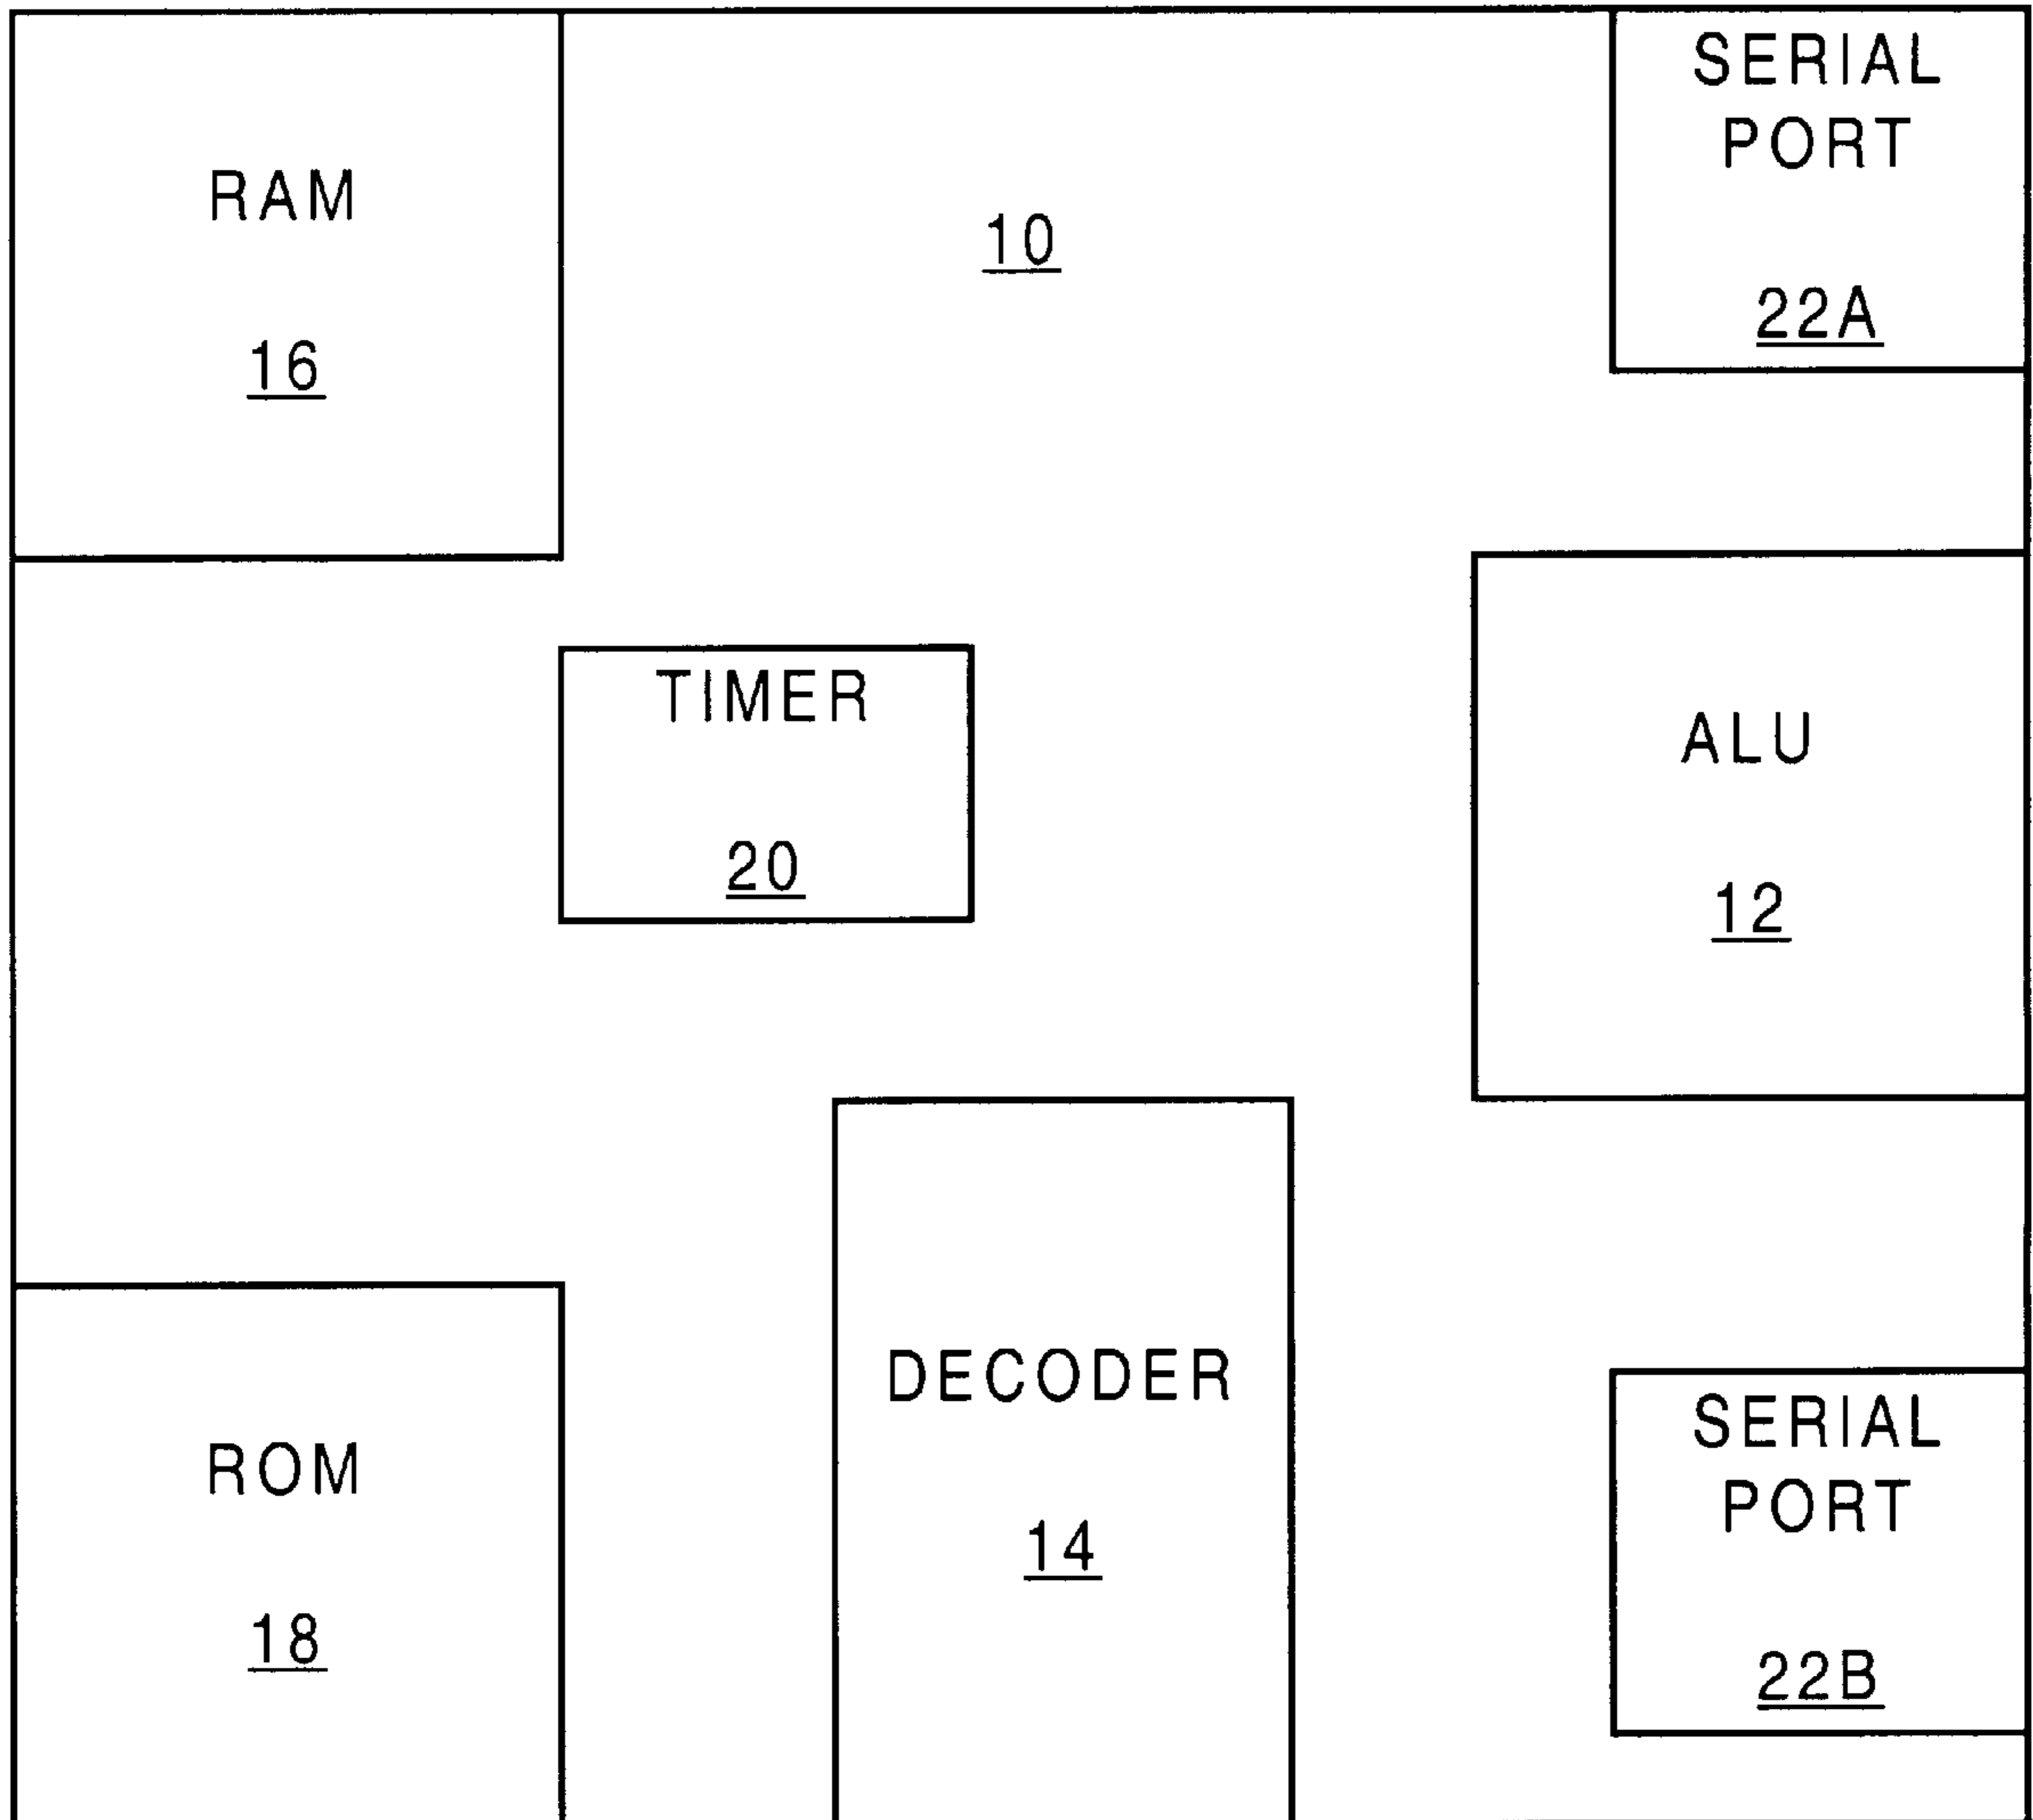 RAM
16
10
SERIAL
PORT
22A
TIMER
20
ALU
12
ROM
18
DECODER
14
SERIAL
PORT
22B